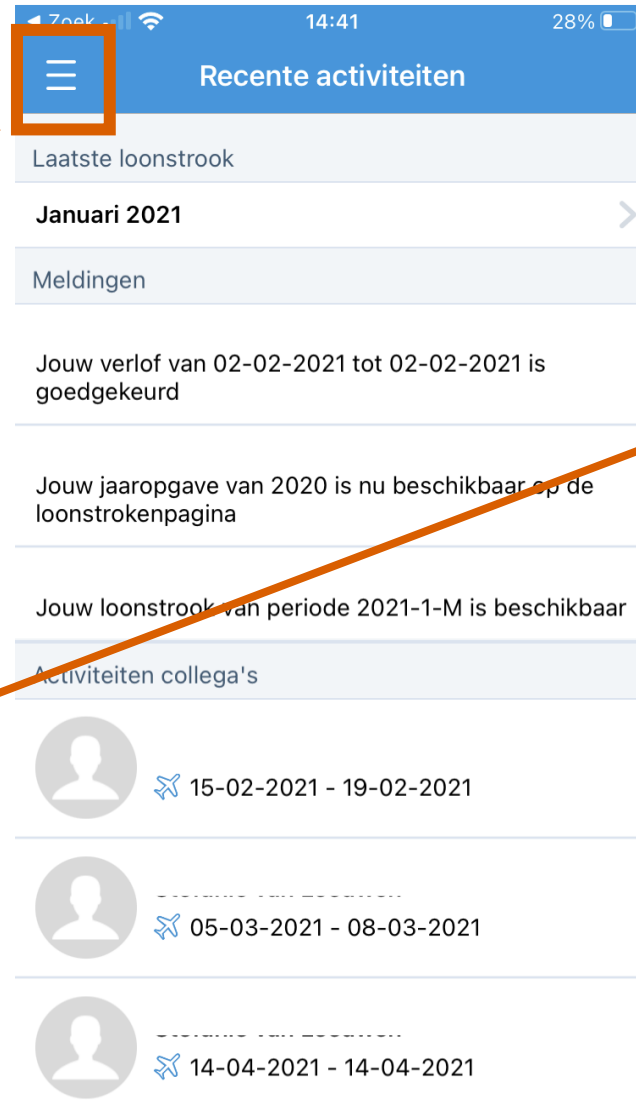 Zoek
14:41
28%
Recente activiteiten
Laatste loonstrook
Januari 2021
Meldingen
Jouw verlof van 02-02-2021 tot 02-02-2021 is
goedgekeurd
Jouw jaaropgave van 2020 is nu beschikbaar op de
loonstrokenpagina
Jouw loonstrook van periode 2021-1-M is beschikbaar
Activiteiten collega's
15-02-2021 - 19-02-2021
05-03-2021 - 08-03-2021
14-04-2021 - 14-04-2021